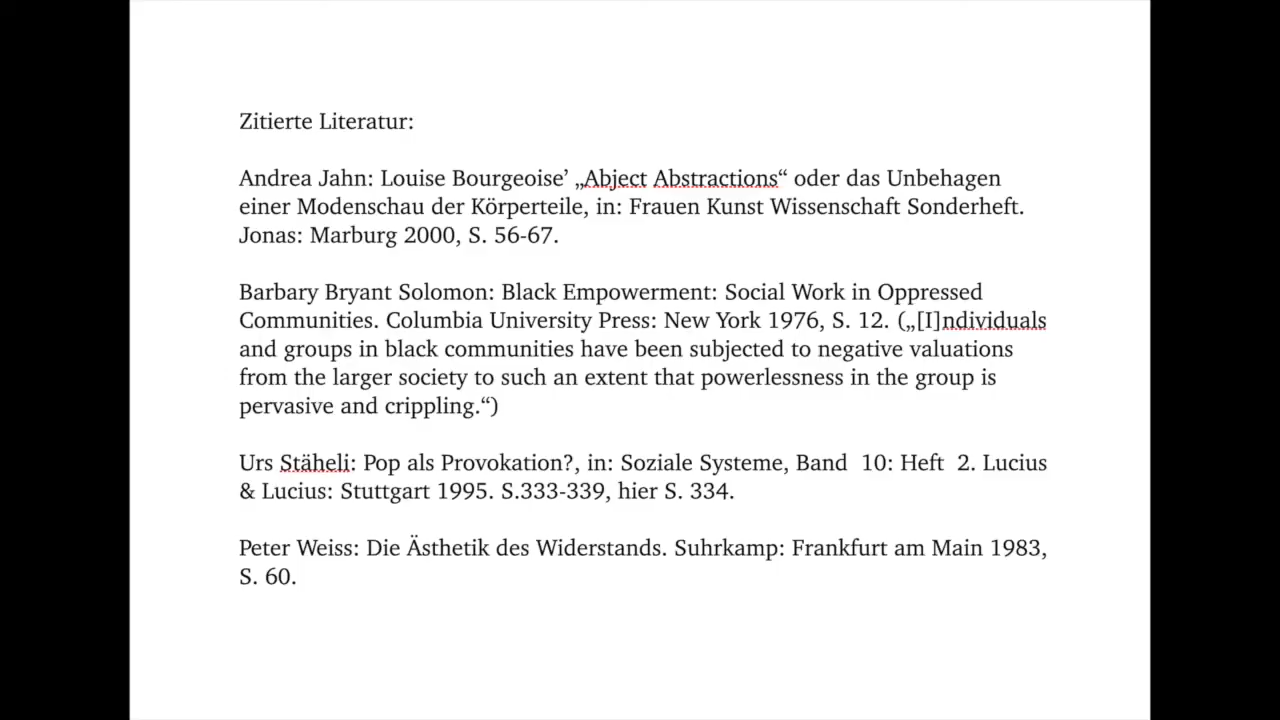 Zitierte Literatur:
Andrea Jahn: Louise Bourgeoise’ „Abject Abstractions“ oder das Unbehagen
einer Modenschau der Körperteile, in: Frauen Kunst Wissenschaft Sonderheft.
Jonas: Marburg 2000, S. 56-67.
Barbary Bryant Solomon: Black Empowerment: Social Work in Oppressed
Communities. Columbia University Press: New York 1976, S. 12. („[I]ndividuals
and groups in black communities have been subjected to negative valuations
from the larger society to such an extent that powerlessness in the group is
pervasive and crippling.“)
Urs Stäheli: Pop als Provokation?, in: Soziale Systeme, Band  10: Heft  2. Lucius
& Lucius: Stuttgart 1995. S.333-339, hier S. 334.
Peter Weiss: Die Ästhetik des Widerstands. Suhrkamp: Frankfurt am Main 1983,
S. 60.